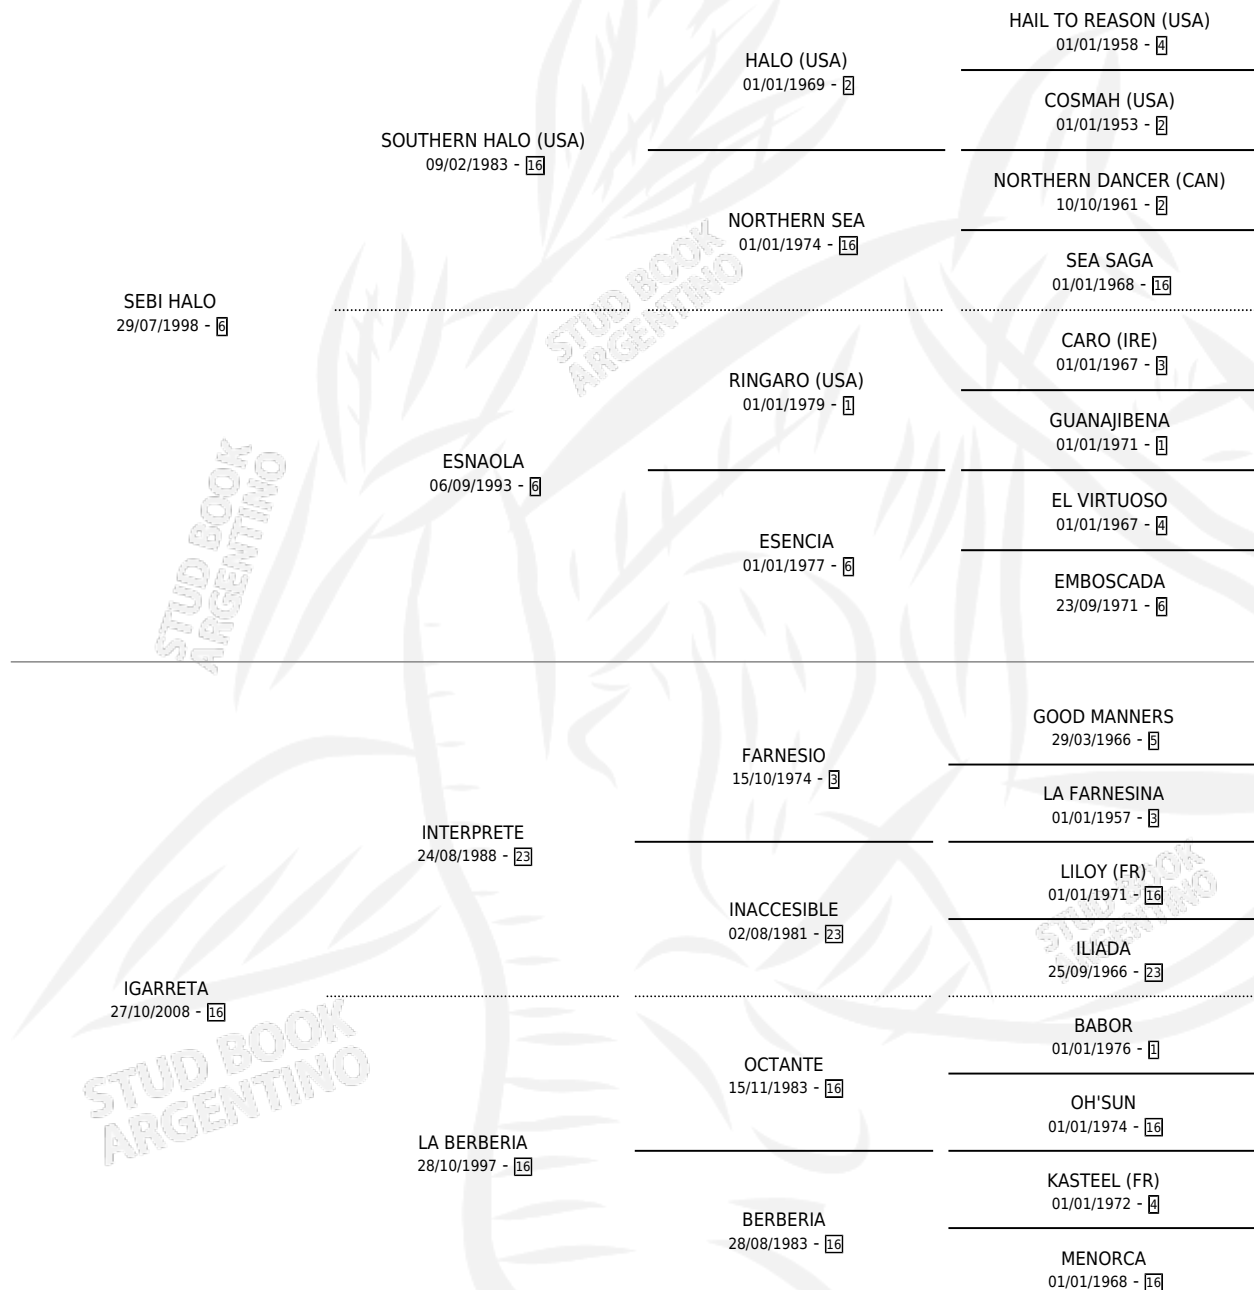 HAIL TO REASON (USA)
01/01/1958 - 4
HALO (USA)
01/01/1969 - 2
COSMAH (USA)
01/01/1953 - 2
SOUTHERN HALO (USA)
09/02/1983 - 16
NORTHERN DANCER (CAN)
10/10/1961 - 2
NORTHERN SEA
01/01/1974 - 16
SEA SAGA
01/01/1968 - 16
SEBI HALO
29/07/1998 - 6
CARO (IRE)
01/01/1967 - 3
RINGARO (USA)
01/01/1979 - 1
GUANAJIBENA
01/01/1971 - 1
ESNAOLA
06/09/1993 - 6
EL VIRTUOSO
01/01/1967 - 4
ESENCIA
01/01/1977 - 6
EMBOSCADA
23/09/1971 - 6
GOOD MANNERS
29/03/1966 - 5
FARNESIO
15/10/1974 - 3
LA FARNESINA
01/01/1957 - 3
INTERPRETE
24/08/1988 - 23
LILOY (FR)
01/01/1971 - 16
INACCESIBLE
02/08/1981 - 23
ILIADA
25/09/1966 - 23
IGARRETA
27/10/2008 - 16
BABOR
01/01/1976 - 1
OCTANTE
15/11/1983 - 16
OH'SUN
01/01/1974 - 16
LA BERBERIA
28/10/1997 - 16
KASTEEL (FR)
01/01/1972 - 4
BERBERIA
28/08/1983 - 16
MENORCA
01/01/1968 - 16
STUD BOOK
ARGENTINO
STUD BOOK
ARGENTINO
STUD BOOK
ARGENTINO
STUD BOOK
ARGENTINO